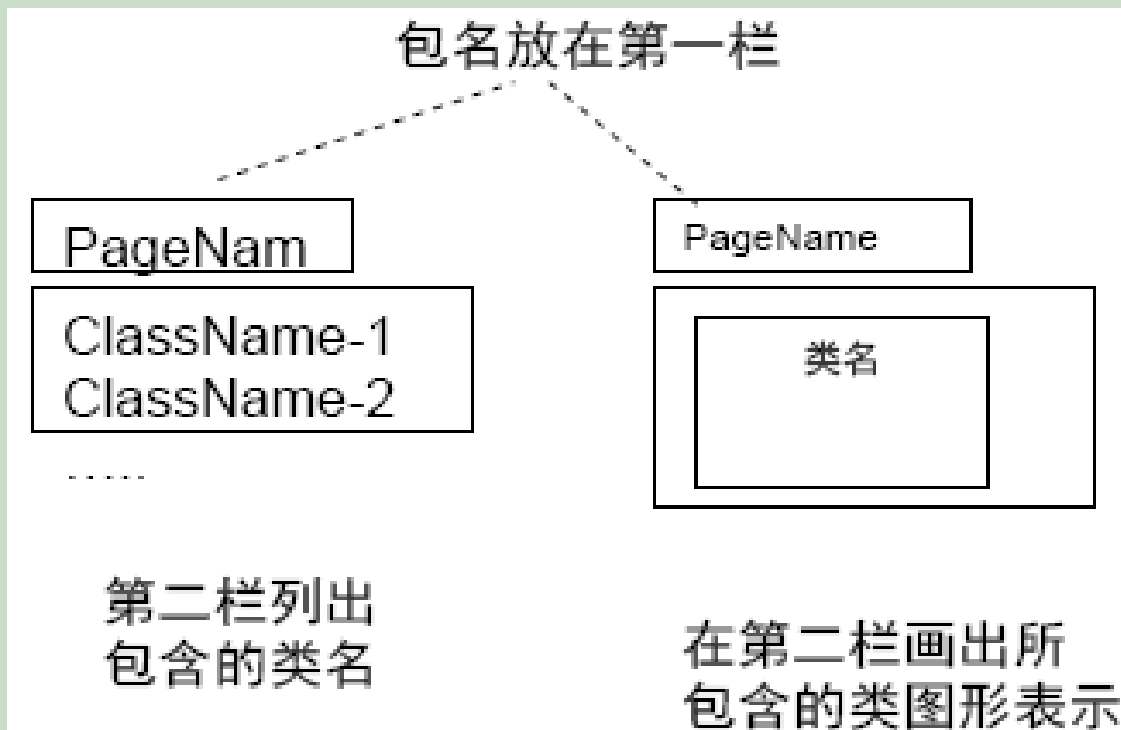 包名放在第一栏
PageNam
PageName
ClassName-1
ClassName-2
类名
.....
第二栏列出
包含的类名
在第二栏画出所
包含的类图形表示